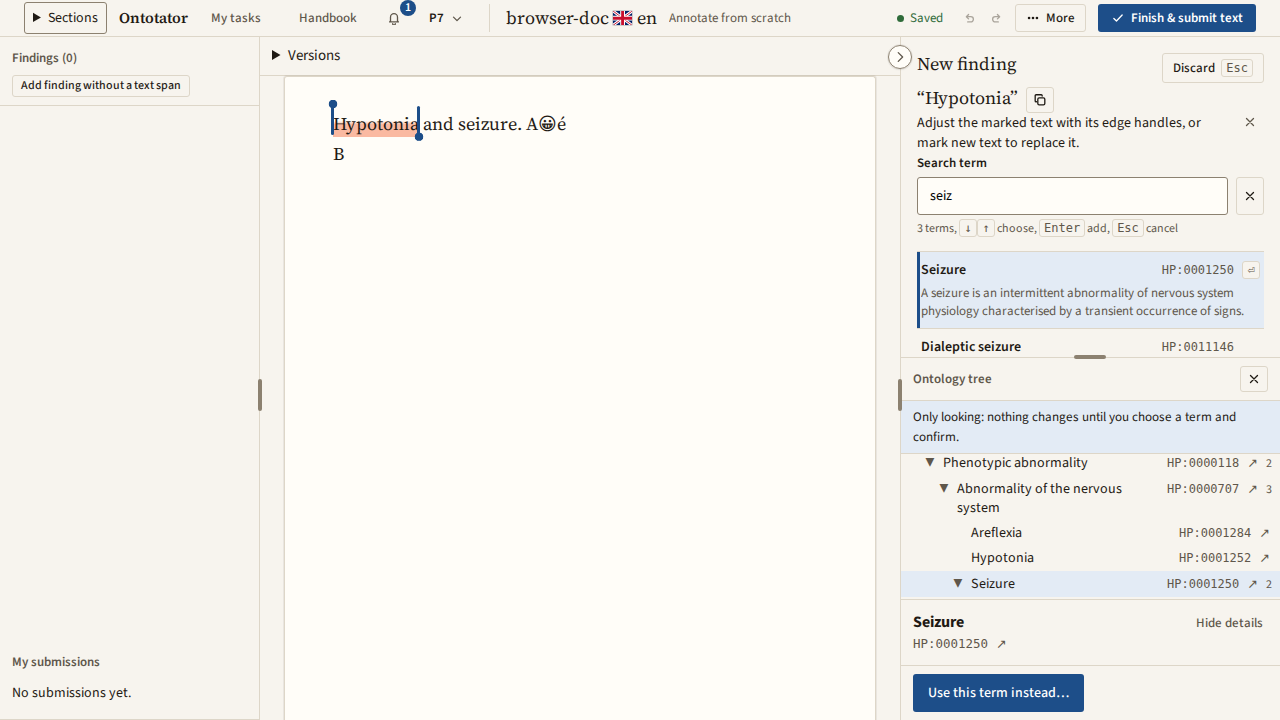 Sections Ontotator My tasks Handbook 1 P7 browser-doc 🇬🇧 en Annotate from scratch Saved More Finish & submit text
Findings (0)
Add finding without a text span
My submissions
No submissions yet.
Versions
Hypotonia and seizure. A😀é
B
New finding
Discard Esc
“Hypotonia”
Adjust the marked text with its edge handles, or
mark new text to replace it.
Search term
seiz
3 terms, ↓ ↑ choose, Enter add, Esc cancel
Seizure HP:0001250 ⏎
A seizure is an intermittent abnormality of nervous system
physiology characterised by a transient occurrence of signs.
Dialeptic seizure HP:0011146
Ontology tree
Only looking: nothing changes until you choose a term and
confirm.
Phenotypic abnormality HP:0000118 ↗ 2
Abnormality of the nervous HP:0000707 ↗ 3
system
Areflexia HP:0001284 ↗
Hypotonia HP:0001252 ↗
Seizure HP:0001250 ↗ 2
Seizure Hide details
HP:0001250 ↗
Use this term instead…